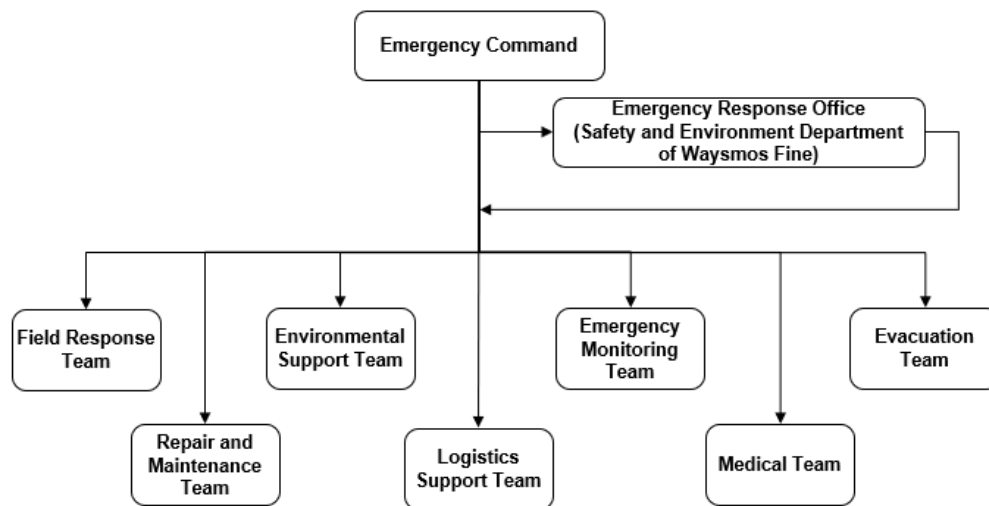 Emergency Command
Emergency Response Office
(Safety and Environment Department
of Waysmos Fine)
Field Response
Team
Environmental
Support Team
Emergency
Monitoring
Team
Evacuation
Team
Repair and
Maintenance
Team
Logistics
Support Team
Medical Team